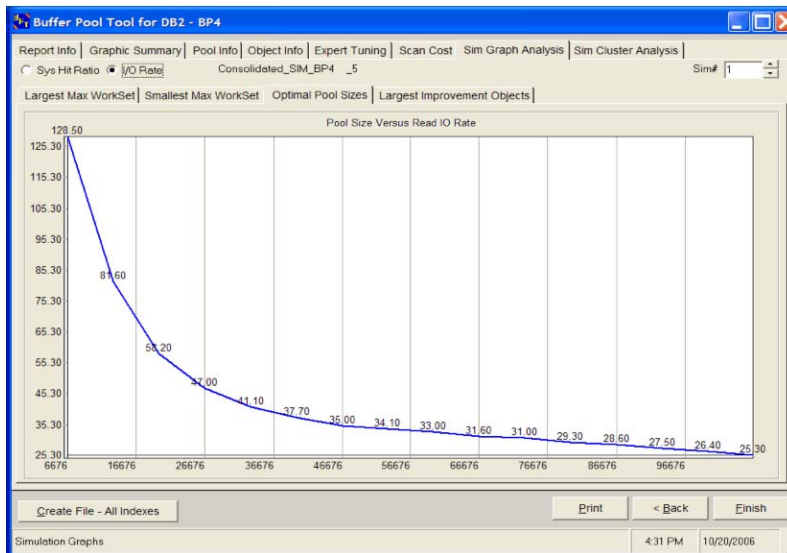 Buffer Pool Tool for DB2 - BP4
Report Info Graphic Summary Pool Info Object Info Expert Tuning Scan Cost Sim Graph Analysis Sim Cluster Analysis
Sys Hit Ratio I/O Rate Consolidated_SIM_BP4 _5 Sim# 1
Largest Max WorkSet Smallest Max WorkSet Optimal Pool Sizes Largest Improvement Objects
Pool Size Versus Read IO Rate
128.50
125.30
115.30
105.30
95.30
85.30
81.60
75.30
65.30
58.20
55.30
47.00
45.30
41.10
37.70
35.30
35.00 34.10 33.00 31.60 31.00 29.30 28.60 27.50 26.40 25.30
25.30
6676 16676 26676 36676 46676 56676 66676 76676 86676 96676
Create File - All Indexes Print < Back Finish
Simulation Graphs 4:31 PM 10/20/2006